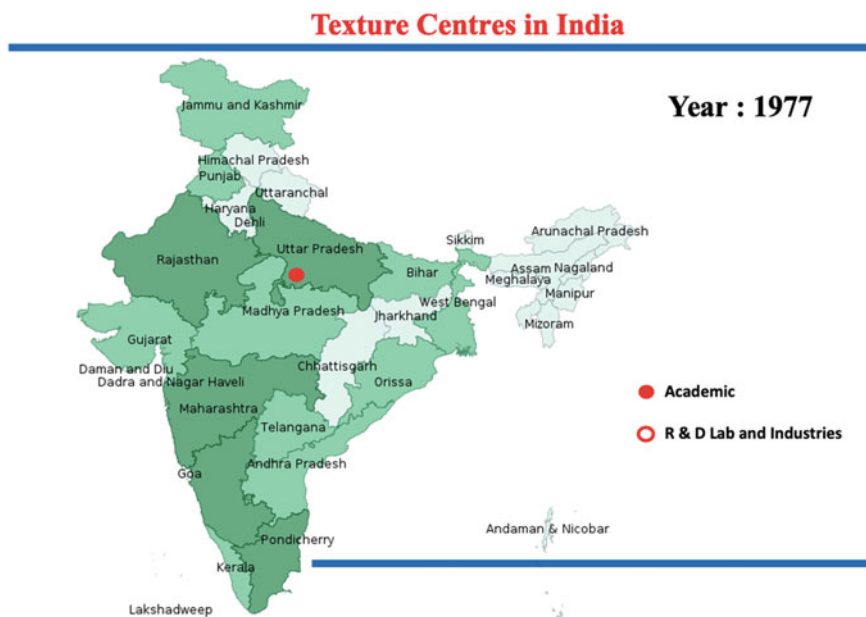 Texture Centres in India
Year : 1977
Jammu and Kashmir
Himachal Pradesh
Punjab
Uttaranchal
Haryana
Dehli
Arunachal Pradesh
Sikkim
Uttar Pradesh
Rajasthan
Assam Nagaland
Bihar
Meghalaya
Manipur
West Bengal
Madhya Pradesh
Jharkhand
Mizoram
Gujarat
Chhattisgarh
Daman and Diu
Dadra and Nagar Haveli
Orissa
Academic
Maharashtra
Telangana
R & D Lab and Industries
Andhra Pradesh
Goa
Andaman & Nicobar
Pondicherry
Kerala
Lakshadweep